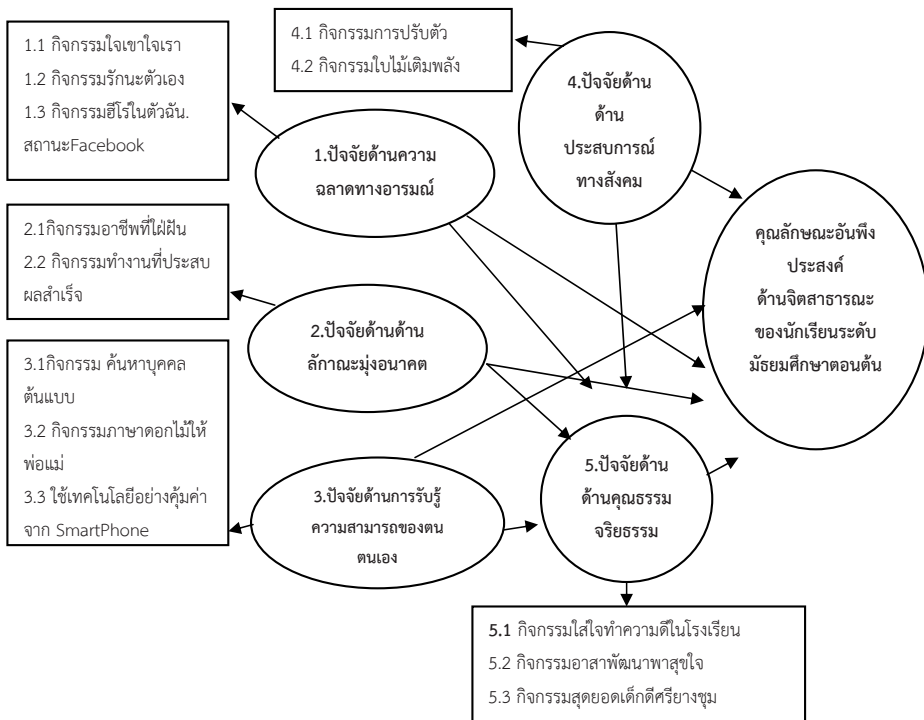 1.1 กิจกรรมใจเขาใจเรา
1.2 กิจกรรมรักนะตัวเอง
1.3 กิจกรรมฮีโร่ในตัวฉัน.
สถานะFacebook
4.1 กิจกรรมการปรับตัว
4.2 กิจกรรมใบไม้เติมพลัง
4.ปัจจัยด้าน
ด้าน
ประสบการณ์
ทางสังคม
1.ปัจจัยด้านความ
ฉลาดทางอารมณ์
2.1กิจกรรมอาชีพที่ใฝ่ฝัน
2.2 กิจกรรมทำงานที่ประสบ
ผลสำเร็จ
คุณลักษณะอันพึง
ประสงค์
ด้านจิตสาธารณะ
ของนักเรียนระดับ
มัธยมศึกษาตอนต้น
2.ปัจจัยด้านด้าน
ลักาณะมุ่งอนาคต
3.1กิจกรรม ค้นหาบุคคล
ต้นแบบ
3.2 กิจกรรมภาษาดอกไม้ให้
พ่อแม่
3.3 ใช้เทคโนโลยีอย่างคุ้มค่า
จาก SmartPhone
3.ปัจจัยด้านการรับรู้
ความสามารถของตน
ตนเอง
5.ปัจจัยด้าน
ด้านคุณธรรม
จริยธรรม
5.1 กิจกรรมใส่ใจทำความดีในโรงเรียน
5.2 กิจกรรมอาสาพัฒนาพาสุขใจ
5.3 กิจกรรมสุดยอดเด็กดีศรียางชุม